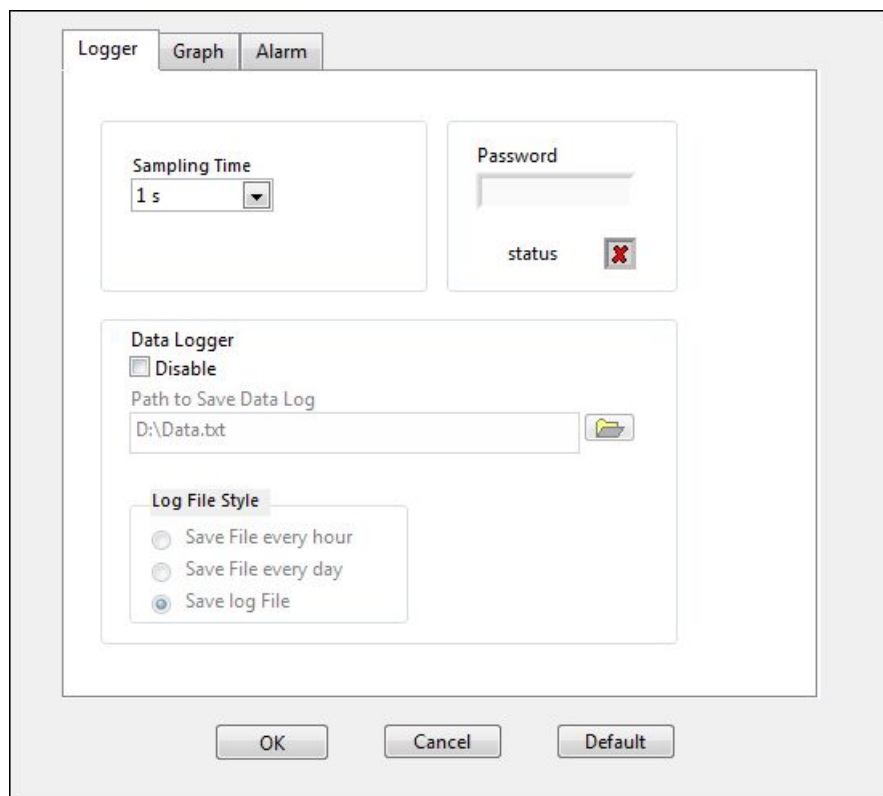 Logger
Graph
Alarm
Sampling Time
1 s
Password
status
Data Logger
Disable
Path to Save Data Log
D:\Data.txt
Log File Style
Save File every hour
Save File every day
Save log File
OK
Cancel
Default